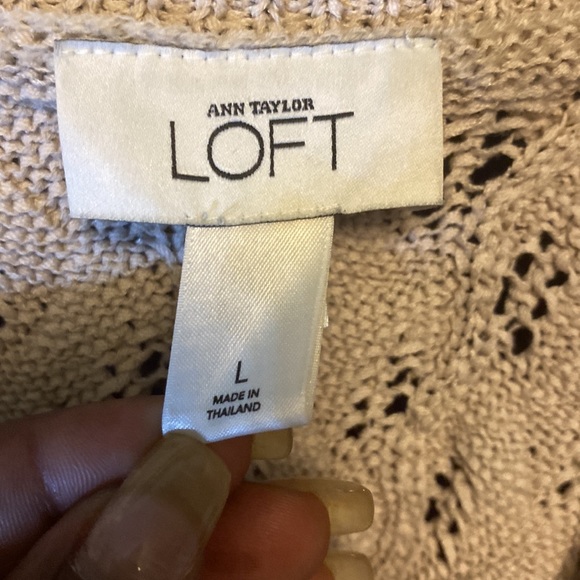 ANN TAYLOR
LOFT
L
MADE IN
THAILAND